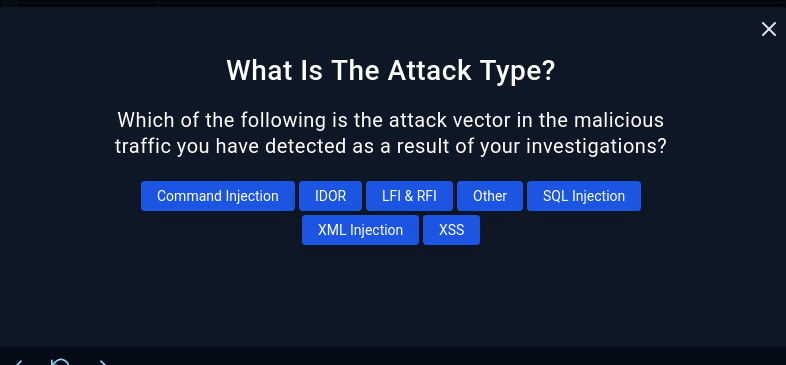 What Is The Attack Type?
Which of the following is the attack vector in the malicious
traffic you have detected as a result of your investigations?
Command Injection IDOR LFI & RFI Other SQL Injection
XML Injection XSS